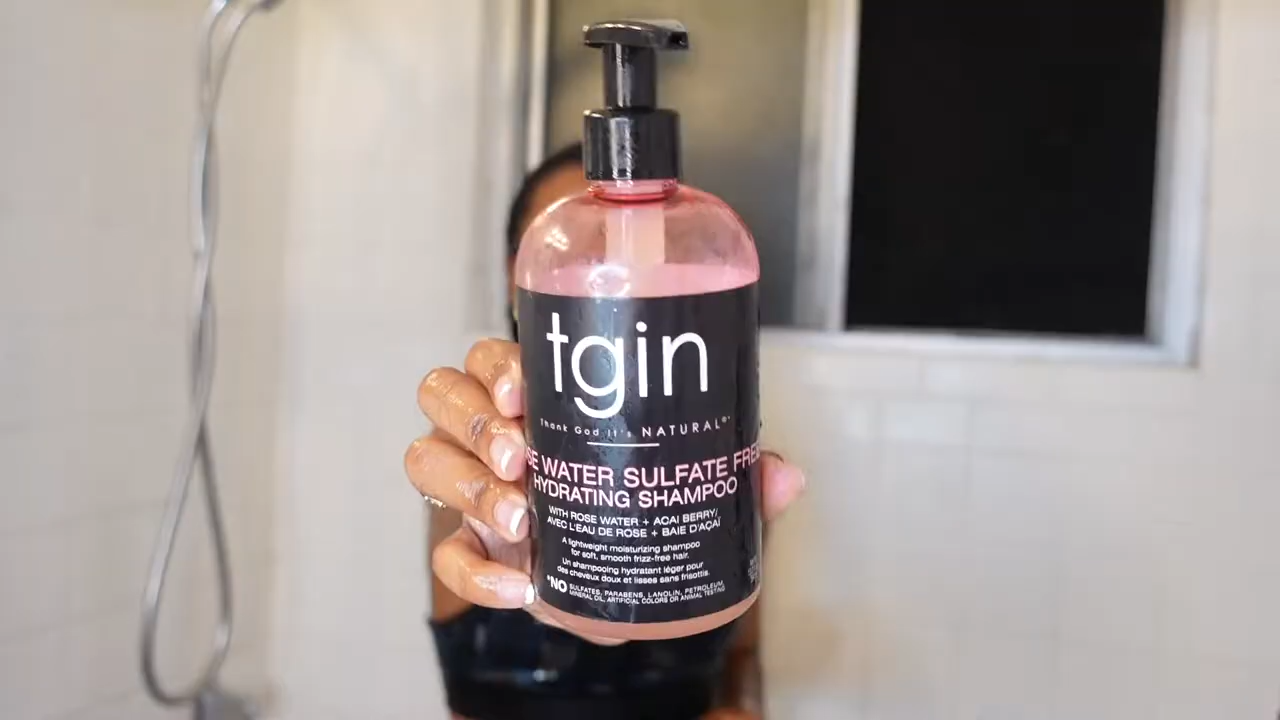 tgin
Thank God It's NATURAL®
SE WATER SULFATE FREE
HYDRATING SHAMPOO
WITH ROSE WATER + ACAI BERRY/
AVEC L'EAU DE ROSE + BAIE D'AÇAÏ
A lightweight moisturizing shampoo
for soft, smooth frizz-free hair.
Un shampooing hydratant léger pour
des cheveux doux et lisses sans frisottis.
*NO SULFATES, PARABENS, LANOLIN, PETROLEUM,
MINERAL OIL, ARTIFICIAL COLORS OR ANIMAL TESTING